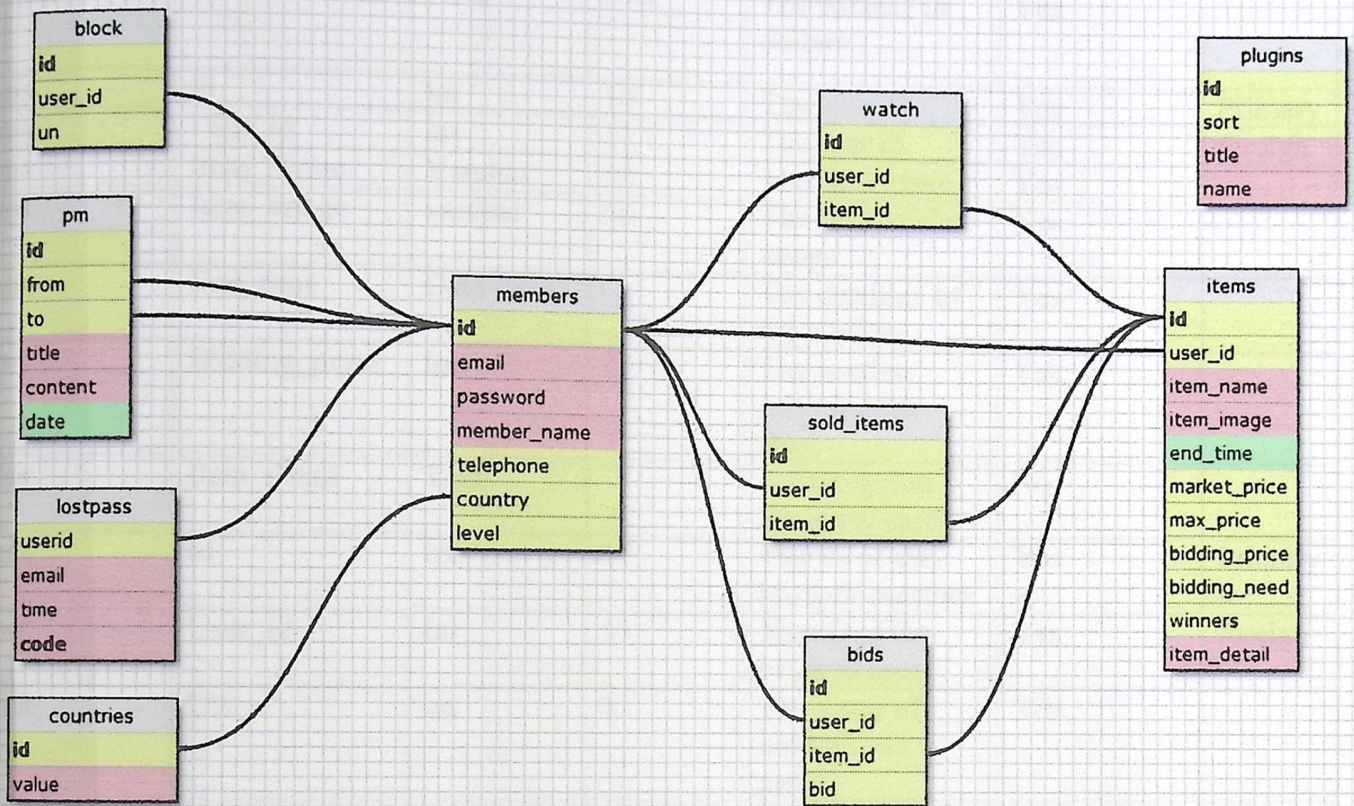 block
id
user_id
un
pm
id
from
to
title
content
date
lostpass
userid
email
time
code
countries
id
value
members
id
email
password
member_name
telephone
country
level
watch
id
user_id
item_id
sold_items
id
user_id
item_id
bids
id
user_id
item_id
bid
plugins
id
sort
title
name
items
id
user_id
item_name
item_image
end_time
market_price
max_price
bidding_price
bidding_need
winners
item_detail